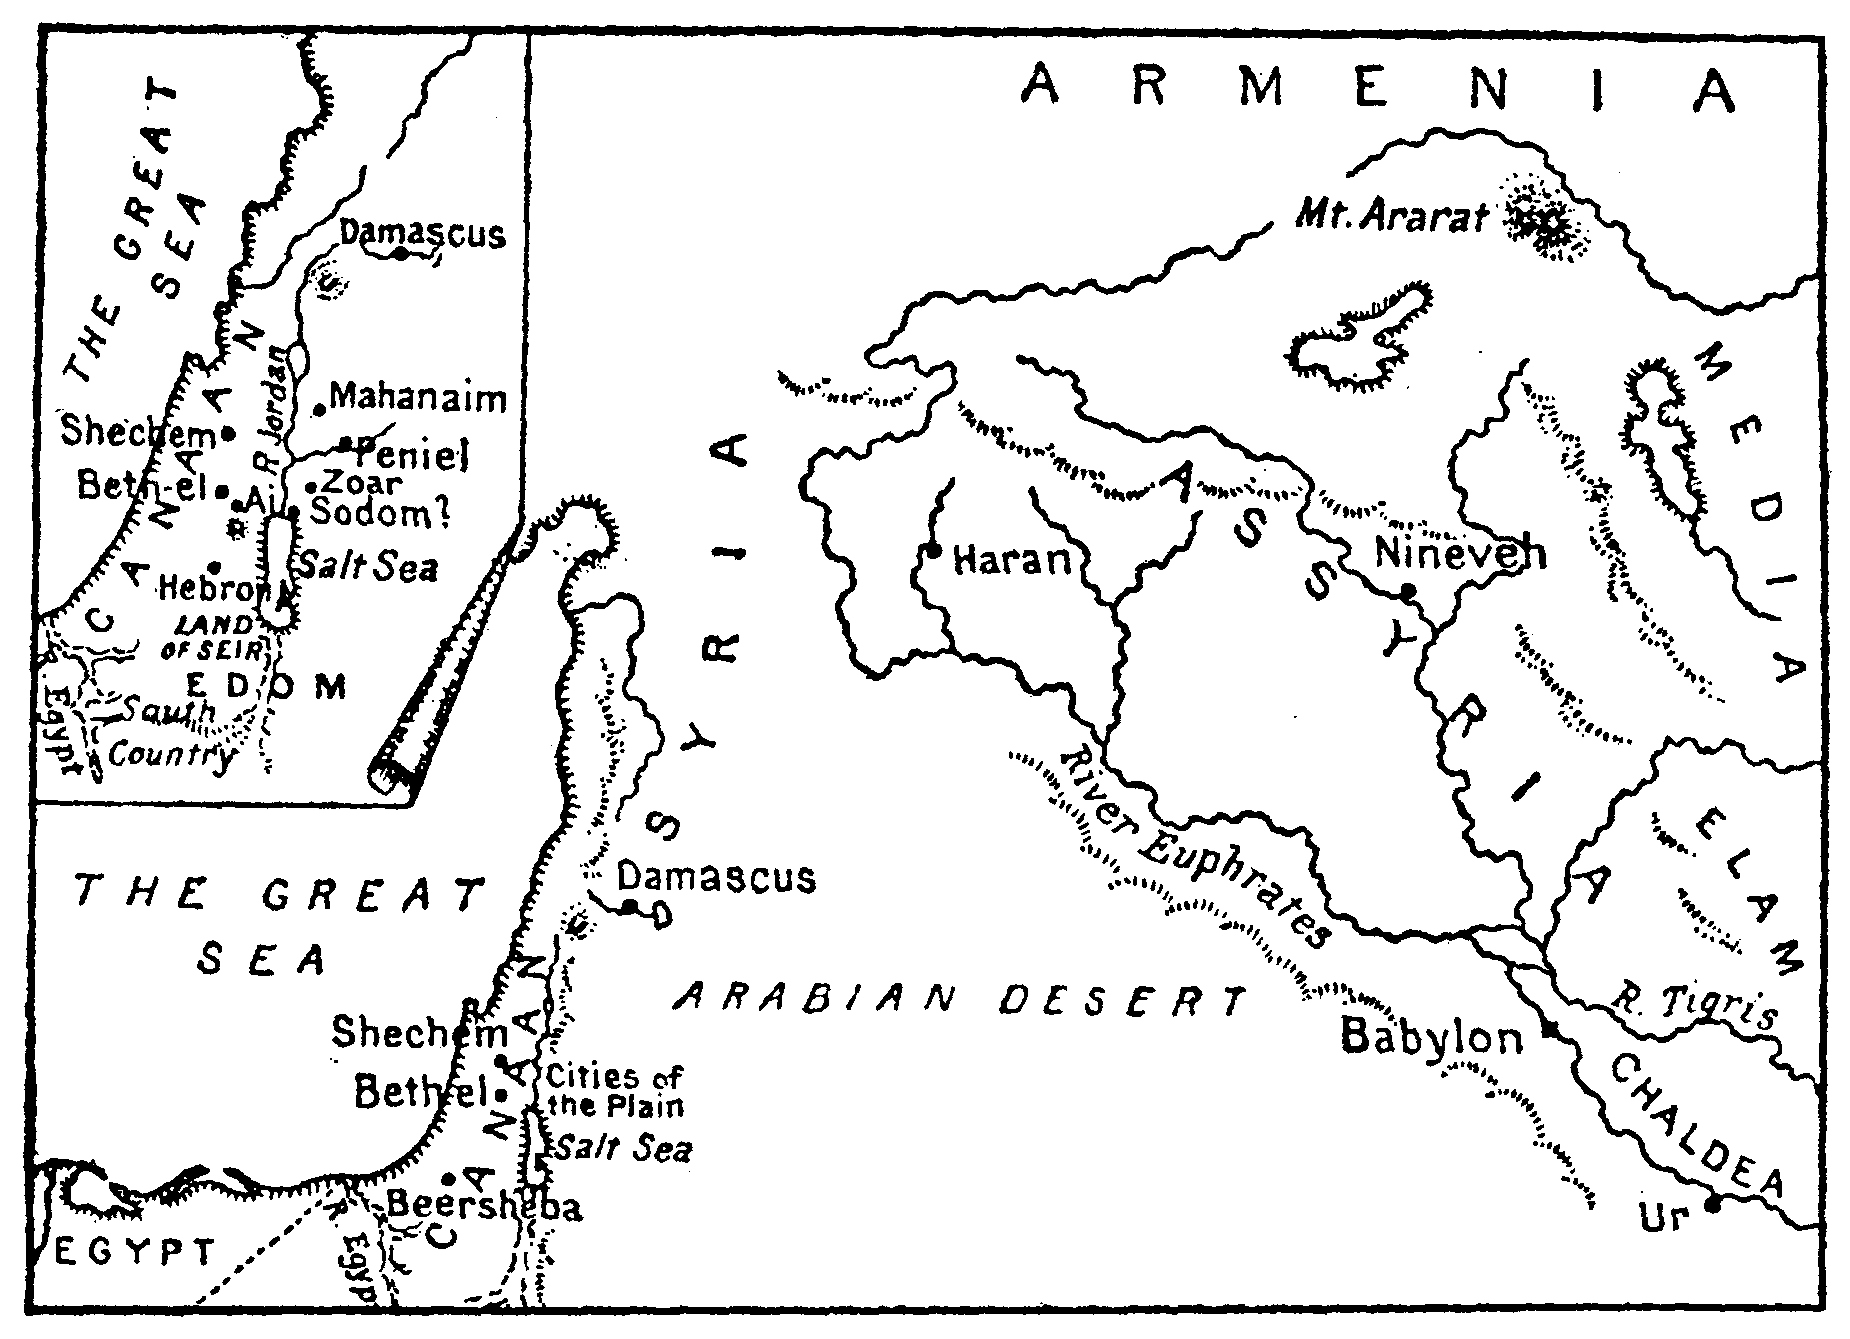 THE GREAT
SEA
Damascus
CANAAN
R Jordan
Mahanaim
Shechem
Peniel
Beth-el
Ai
Zoar
Sodom?
Salt Sea
Hebron
LAND
OF SEIR
EDOM
R Egypt
South
Country
ARMENIA
Mt. Ararat
MEDIA
SYRIA
ASSYRIA
Haran
Nineveh
River Euphrates
ELAM
THE GREAT
SEA
Damascus
ARABIAN DESERT
R. Tigris
Babylon
CHALDEA
Ur
CANAAN
Shechem
Bethel
Cities of
the Plain
Salt Sea
Beersheba
EGYPT
R Egyp